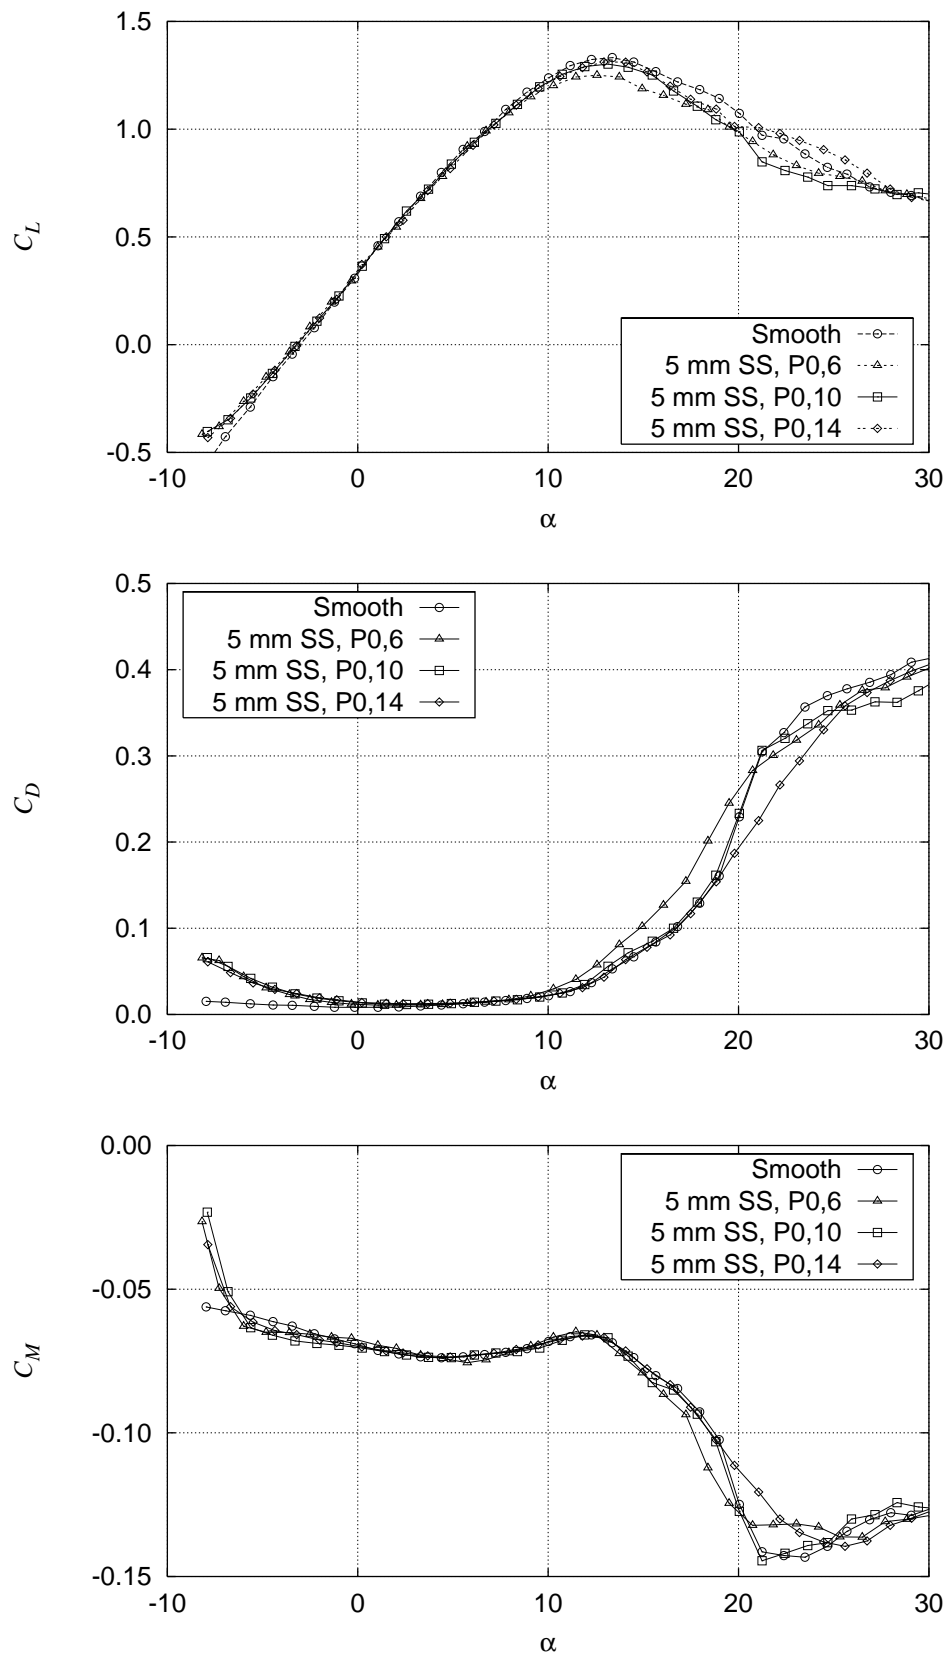 1.5
1.0
0.5
0.0
-0.5
C_L
-10 0 10 20 30
α
Smooth
5 mm SS, P0,6
5 mm SS, P0,10
5 mm SS, P0,14
0.5
0.4
0.3
0.2
0.1
0.0
C_D
-10 0 10 20 30
α
Smooth
5 mm SS, P0,6
5 mm SS, P0,10
5 mm SS, P0,14
0.00
-0.05
-0.10
-0.15
C_M
-10 0 10 20 30
α
Smooth
5 mm SS, P0,6
5 mm SS, P0,10
5 mm SS, P0,14